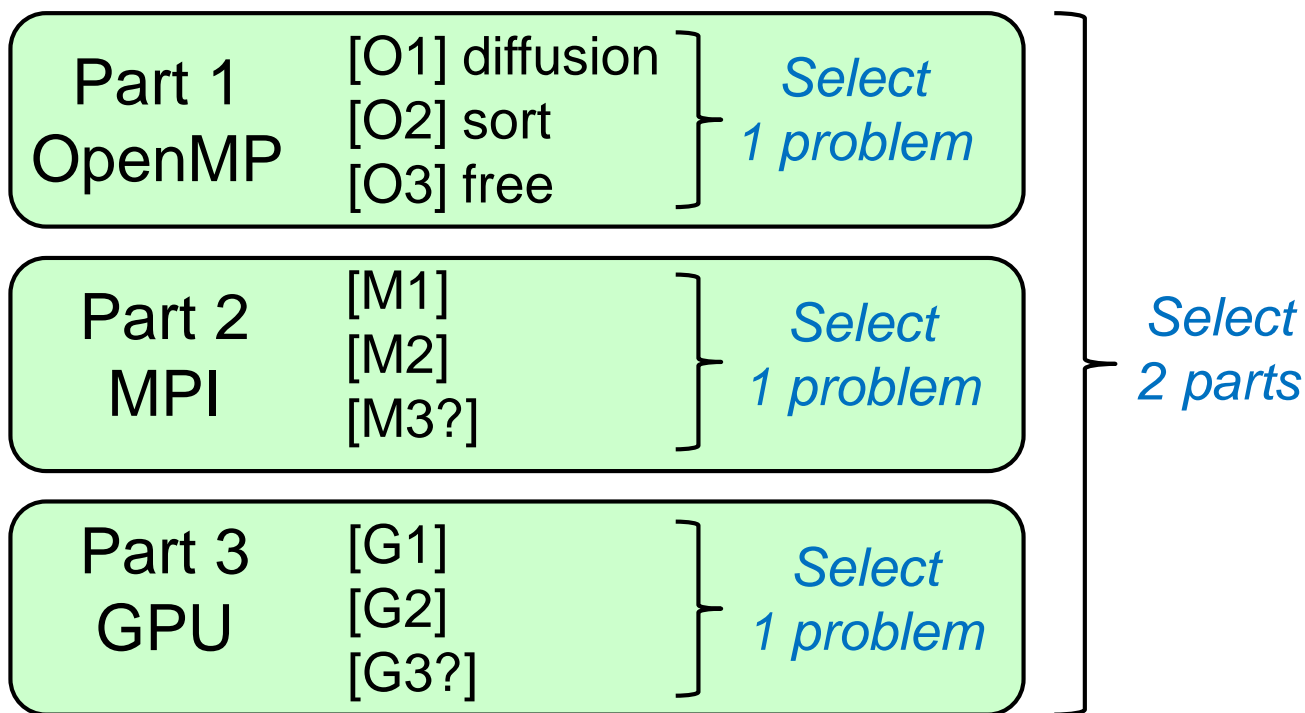 Part 1
OpenMP
[O1] diffusion
[O2] sort
[O3] free
Select
1 problem
Part 2
MPI
[M1]
[M2]
[M3?]
Select
1 problem
Part 3
GPU
[G1]
[G2]
[G3?]
Select
1 problem
Select
2 parts